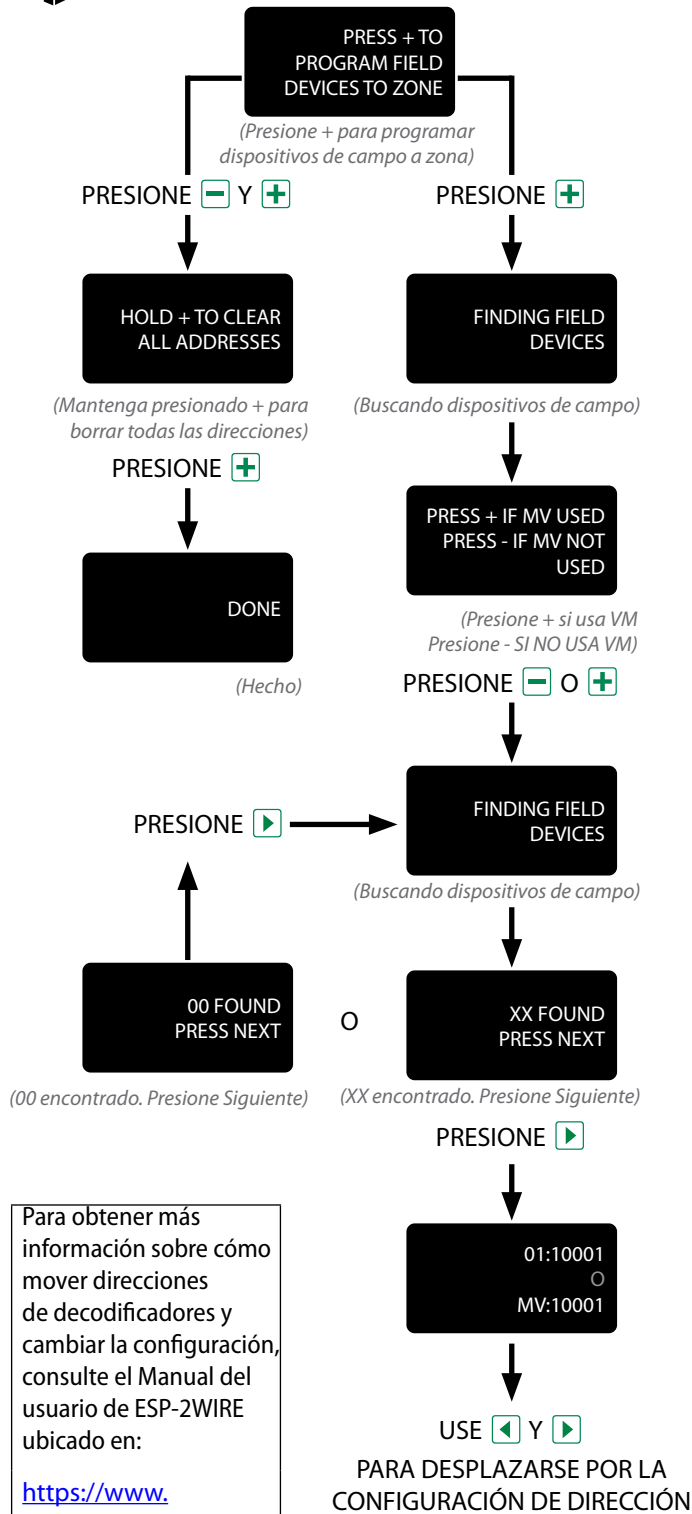 PRESS + TO
PROGRAM FIELD
DEVICES TO ZONE
(Presione + para programar
dispositivos de campo a zona)
PRESIONE - Y +
PRESIONE +
HOLD + TO CLEAR
ALL ADDRESSES
FINDING FIELD
DEVICES
(Mantenga presionado + para
borrar todas las direcciones)
(Buscando dispositivos de campo)
PRESIONE +
PRESS + IF MV USED
PRESS - IF MV NOT
USED
DONE
(Presione + si usa VM
Presione - SI NO USA VM)
(Hecho)
PRESIONE - O +
FINDING FIELD
DEVICES
PRESIONE
(Buscando dispositivos de campo)
00 FOUND
PRESS NEXT
O
XX FOUND
PRESS NEXT
(00 encontrado. Presione Siguiente)
(XX encontrado. Presione Siguiente)
PRESIONE
Para obtener más
información sobre cómo
mover direcciones
de decodificadores y
cambiar la configuración,
consulte el Manual del
usuario de ESP-2WIRE
ubicado en:
https://www.
01:10001
O
MV:10001
USE Y
PARA DESPLAZARSE POR LA
CONFIGURACIÓN DE DIRECCIÓN